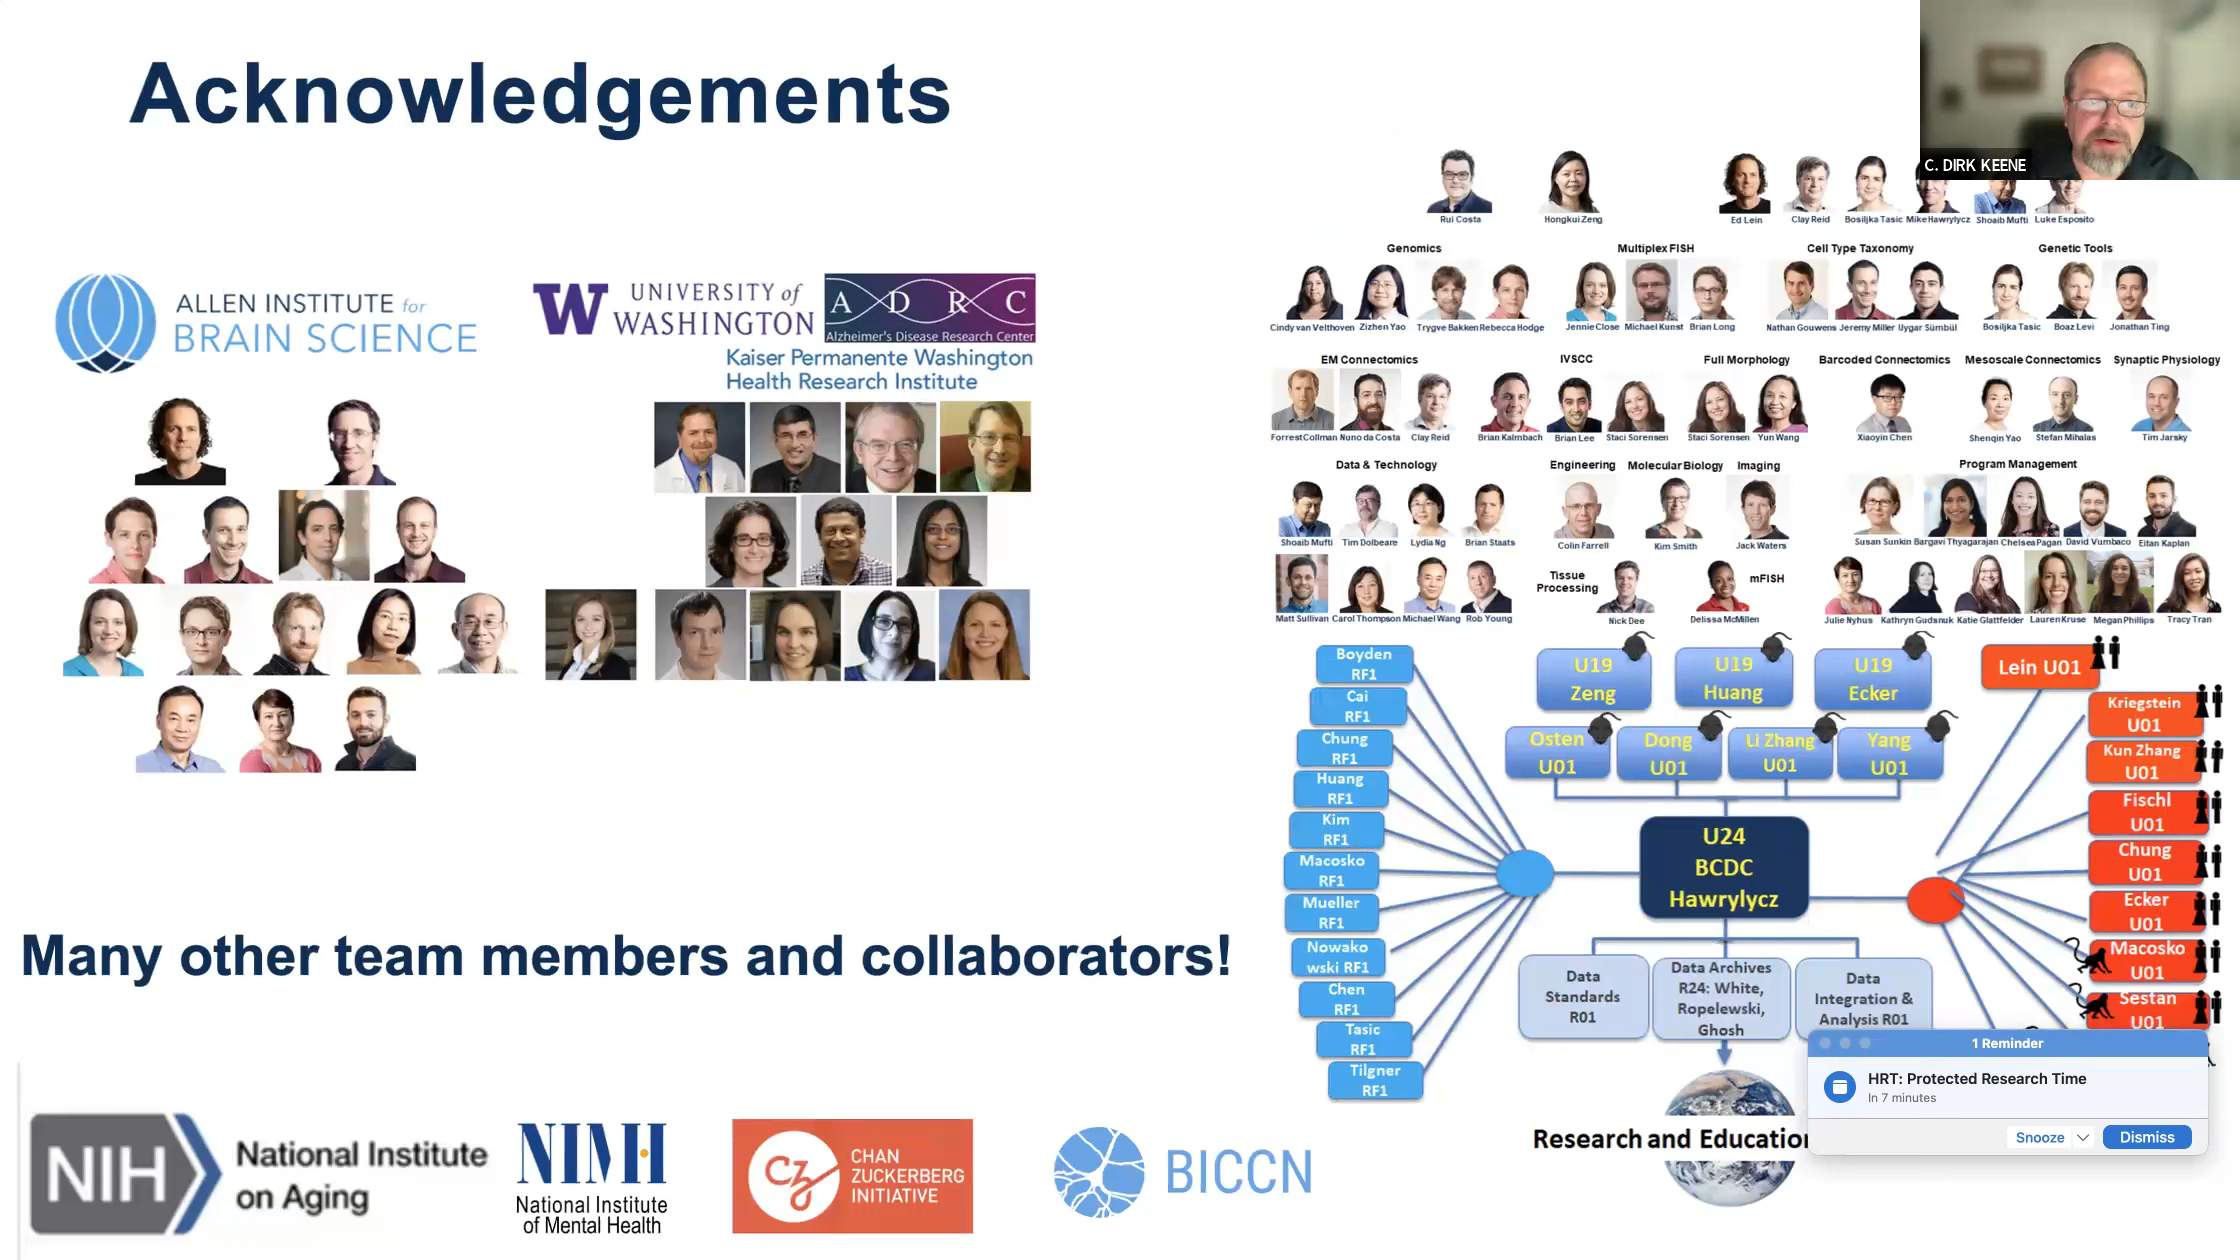 Acknowledgements
C. DIRK KEENE
ALLEN INSTITUTE for
BRAIN SCIENCE
W
UNIVERSITY of
WASHINGTON
A D R C
Alzheimer's Disease Research Center
Kaiser Permanente Washington
Health Research Institute
Rui Costa
Hongkui Zeng
Ed Lein
Clay Reid
Bosiljka Tasic
Mike Hawrylycz
Shoaib Mufti
Luke Esposito
Genomics
Multiplex FISH
Cell Type Taxonomy
Genetic Tools
Cindy van Velthoven
Zizhen Yao
Trygve Bakken
Rebecca Hodge
Jennie Close
Michael Kunst
Brian Long
Nathan Gouwens
Jeremy Miller
Uygar Sümbül
Bosiljka Tasic
Boaz Levi
Jonathan Ting
EM Connectomics
IVSCC
Full Morphology
Barcoded Connectomics
Mesoscale Connectomics
Synaptic Physiology
Forrest Collman
Nuno da Costa
Clay Reid
Brian Kalmbach
Brian Lee
Staci Sorensen
Staci Sorensen
Yun Wang
Xiaoyin Chen
Shenqin Yao
Stefan Mihalas
Tim Jarsky
Data & Technology
Engineering
Molecular Biology
Imaging
Program Management
Shoaib Mufti
Tim Dolbeare
Lydia Ng
Brian Staats
Colin Farrell
Kim Smith
Jack Waters
Susan Sunkin
Bargavi Thyagarajan
Chelsea Pagan
David Vumbaco
Eitan Kaplan
Tissue
Processing
mFISH
Matt Sullivan
Carol Thompson
Michael Wang
Rob Young
Nick Dee
Delissa McMillen
Julie Nyhus
Kathryn Gudsnuk
Katie Glattfelder
Lauren Kruse
Megan Phillips
Tracy Tran
Boyden
RF1
Cai
RF1
Chung
RF1
Huang
RF1
Kim
RF1
Macosko
RF1
Mueller
RF1
Nowako
wski RF1
Chen
RF1
Tasic
RF1
Tilgner
RF1
U19
Zeng
U19
Huang
U19
Ecker
Osten
U01
Dong
U01
Li Zhang
U01
Yang
U01
U24
BCDC
Hawrylycz
Data
Standards
R01
Data Archives
R24: White,
Ropelewski,
Ghosh
Data
Integration &
Analysis R01
Lein U01
Kriegstein
U01
Kun Zhang
U01
Fischl
U01
Chung
U01
Ecker
U01
Macosko
U01
Sestan
U01
Many other team members and collaborators!
1 Reminder
HRT: Protected Research Time
In 7 minutes
Snooze
Dismiss
Research and Education
NIH
National Institute
on Aging
NIMH
National Institute
of Mental Health
CZ
CHAN
ZUCKERBERG
INITIATIVE
BICCN